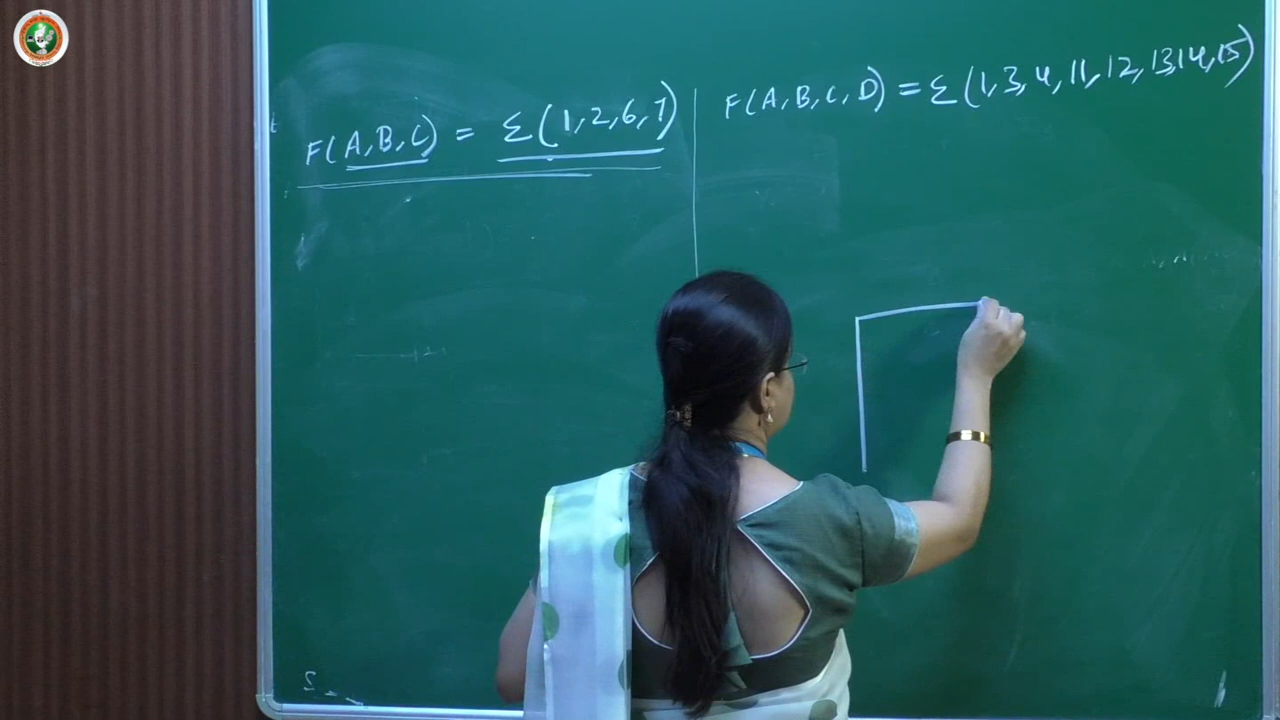 F(A,B,C) = Σ(1,2,6,7)
F(A,B,C,D) = Σ(1,3,4,11,12,13,14,15)